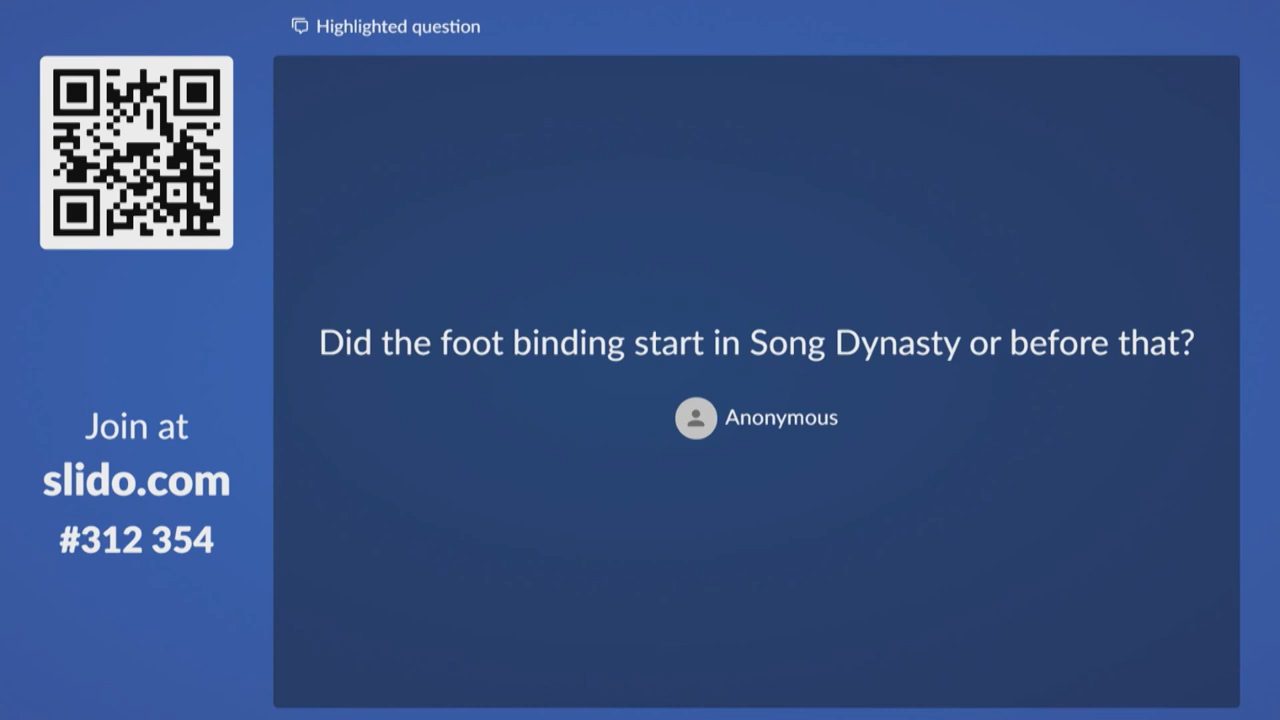 Highlighted question
Did the foot binding start in Song Dynasty or before that?
Anonymous
Join at
slido.com
#312 354